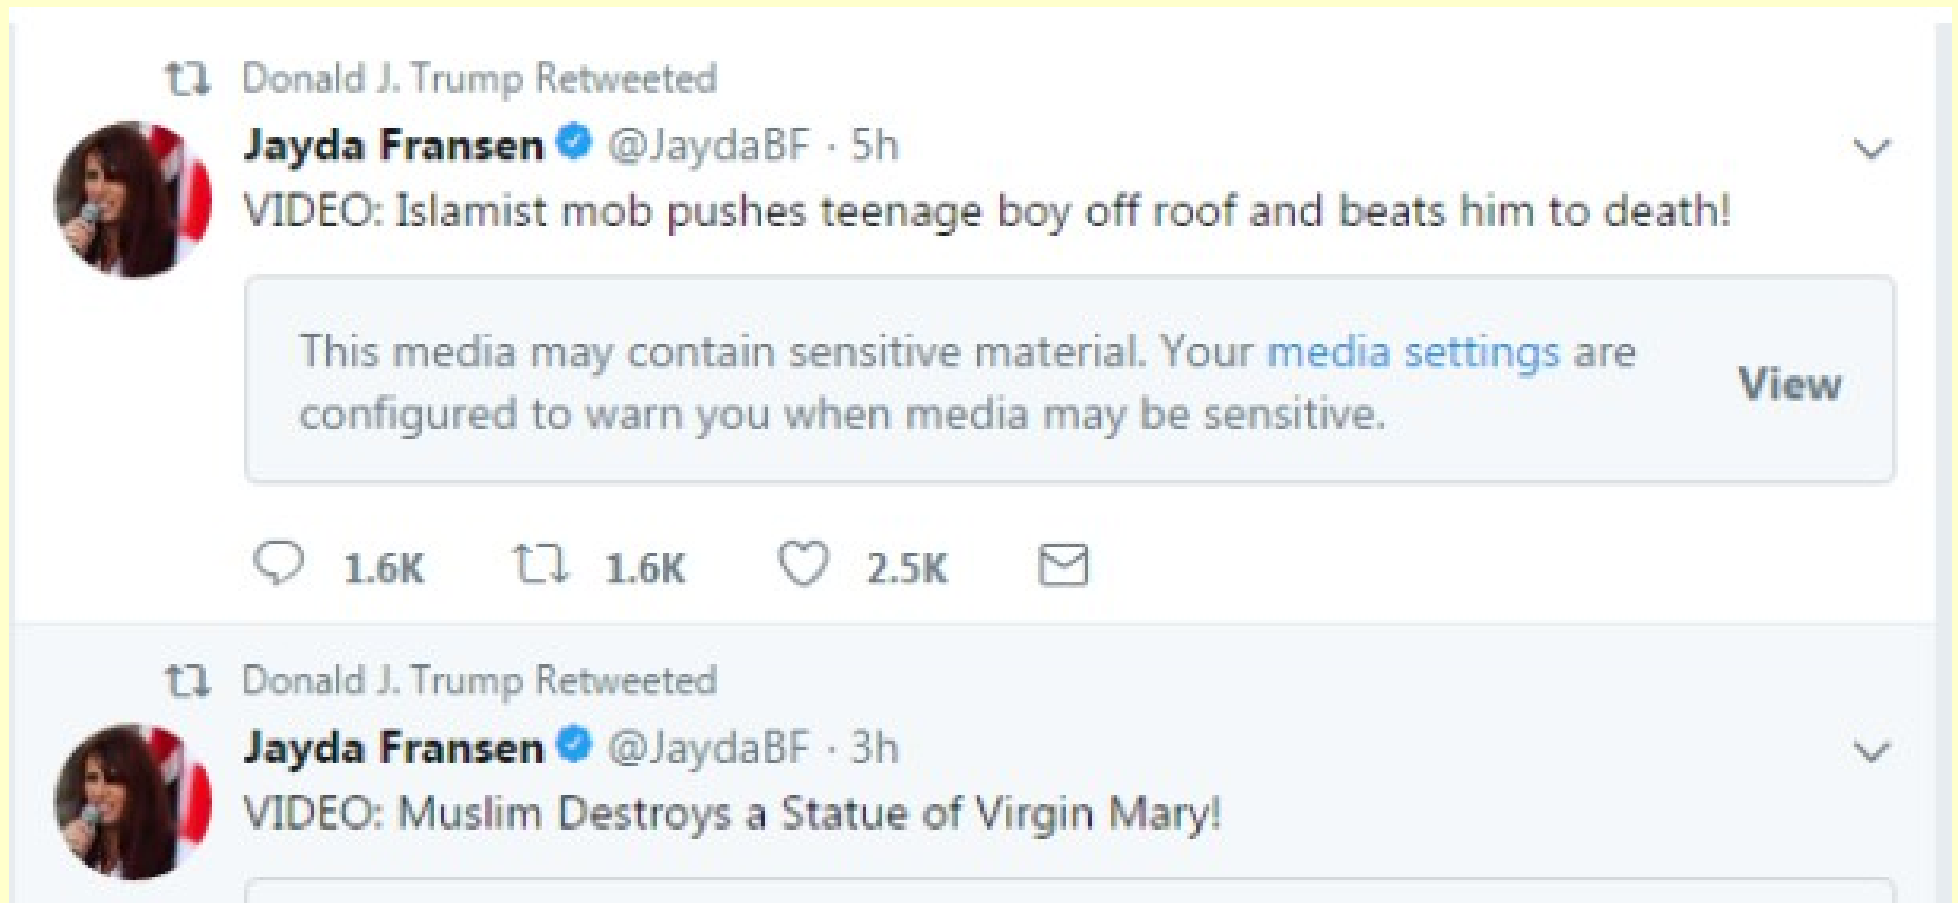 Donald J. Trump Retweeted
Jayda Fransen @JaydaBF · 5h
VIDEO: Islamist mob pushes teenage boy off roof and beats him to death!
This media may contain sensitive material. Your media settings are
configured to warn you when media may be sensitive.
View
1.6K 1.6K 2.5K
Donald J. Trump Retweeted
Jayda Fransen @JaydaBF · 3h
VIDEO: Muslim Destroys a Statue of Virgin Mary!